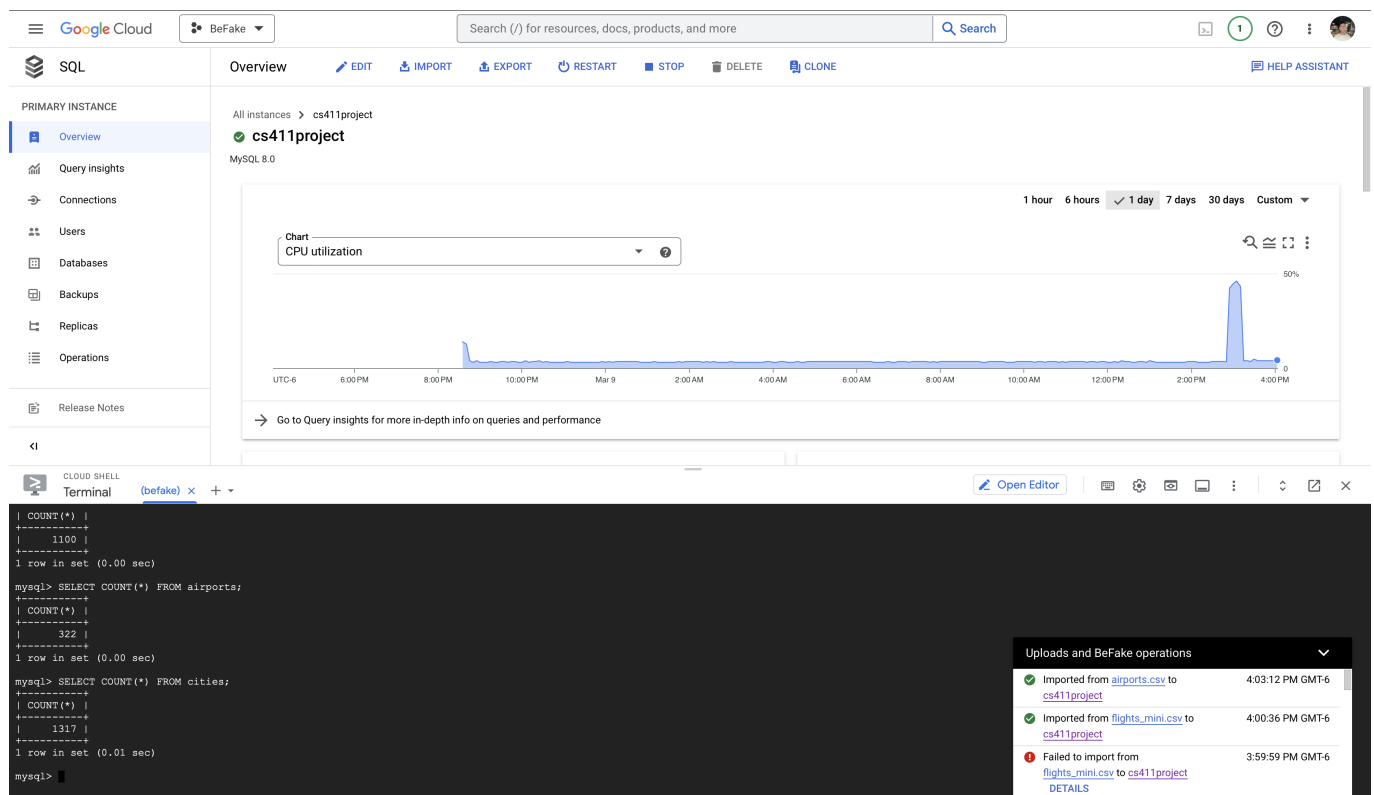 Google Cloud
BeFake
Search (/) for resources, docs, products, and more
Search
1
SQL
Overview
EDIT
IMPORT
EXPORT
RESTART
STOP
DELETE
CLONE
HELP ASSISTANT
PRIMARY INSTANCE
Overview
Query insights
Connections
Users
Databases
Backups
Replicas
Operations
Release Notes
All instances > cs411project
cs411project
MySQL 8.0
1 hour 6 hours 1 day 7 days 30 days Custom
Chart
CPU utilization
50%
0
UTC-6 6:00 PM 8:00 PM 10:00 PM Mar 9 2:00 AM 4:00 AM 6:00 AM 8:00 AM 10:00 AM 12:00 PM 2:00 PM 4:00 PM
Go to Query insights for more in-depth info on queries and performance
CLOUD SHELL
Terminal
(befake)
Open Editor
| COUNT(*) |
+----------+
|     1100 |
+----------+
1 row in set (0.00 sec)
mysql> SELECT COUNT(*) FROM airports;
+----------+
| COUNT(*) |
+----------+
|      322 |
+----------+
1 row in set (0.00 sec)
mysql> SELECT COUNT(*) FROM cities;
+----------+
| COUNT(*) |
+----------+
|     1317 |
+----------+
1 row in set (0.01 sec)
mysql>
Uploads and BeFake operations
Imported from airports.csv to 4:03:12 PM GMT-6
cs411project
Imported from flights_mini.csv to 4:00:36 PM GMT-6
cs411project
Failed to import from 3:59:59 PM GMT-6
flights_mini.csv to cs411project
DETAILS